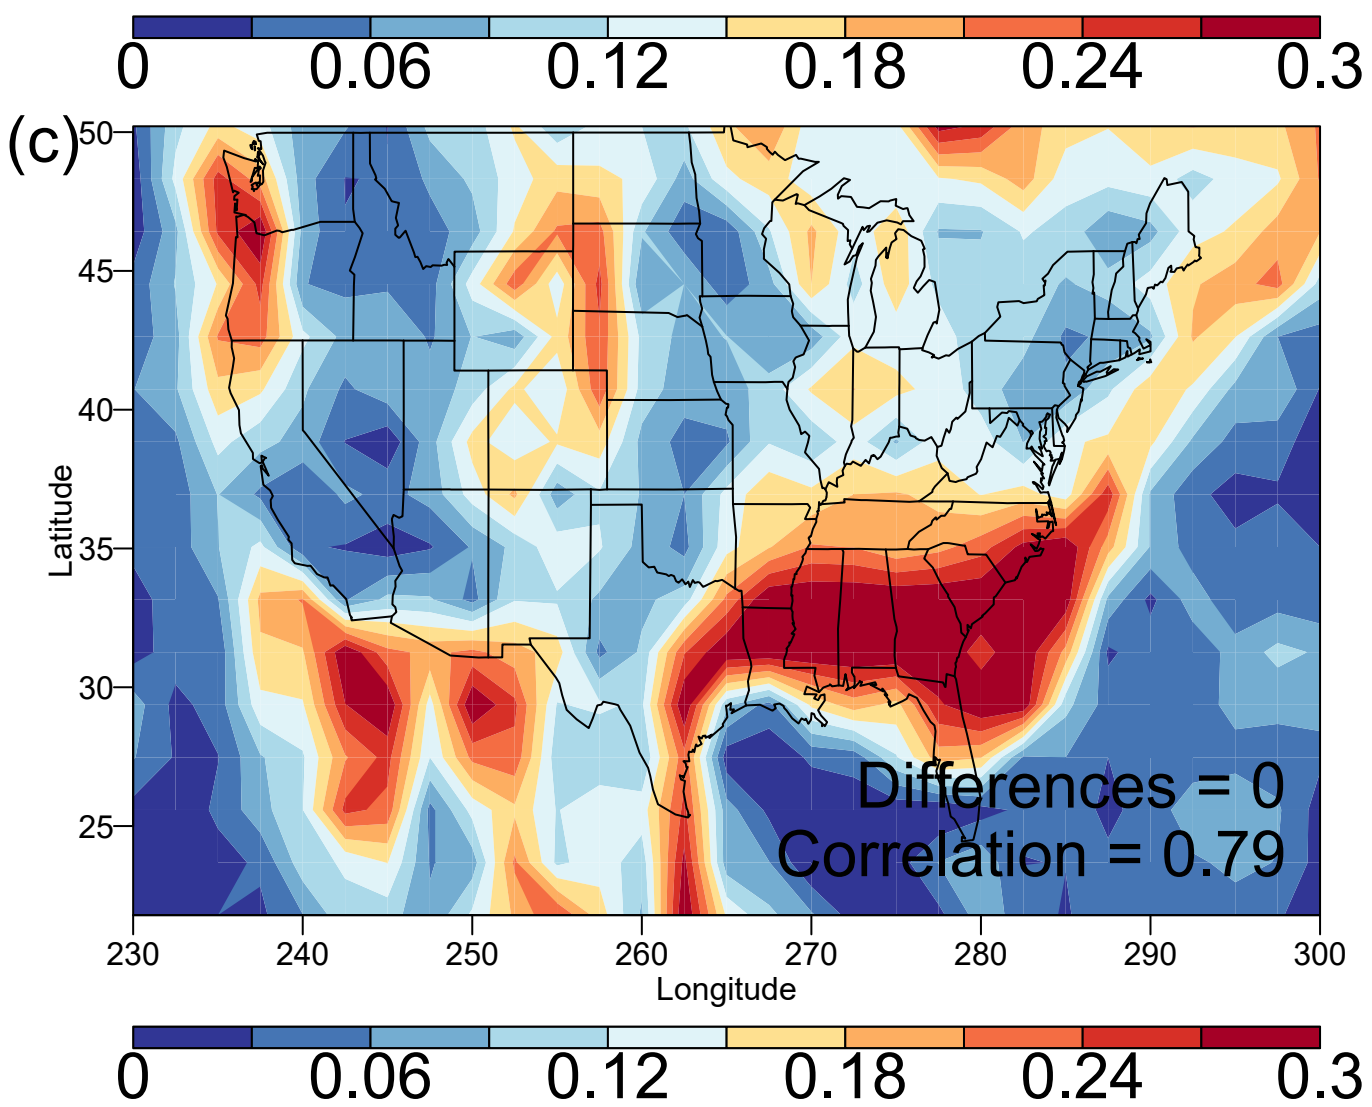 0 0.06 0.12 0.18 0.24 0.3
(c)
50
45
40
35
30
25
Latitude
Differences = 0
Correlation = 0.79
230 240 250 260 270 280 290 300
Longitude
0 0.06 0.12 0.18 0.24 0.3